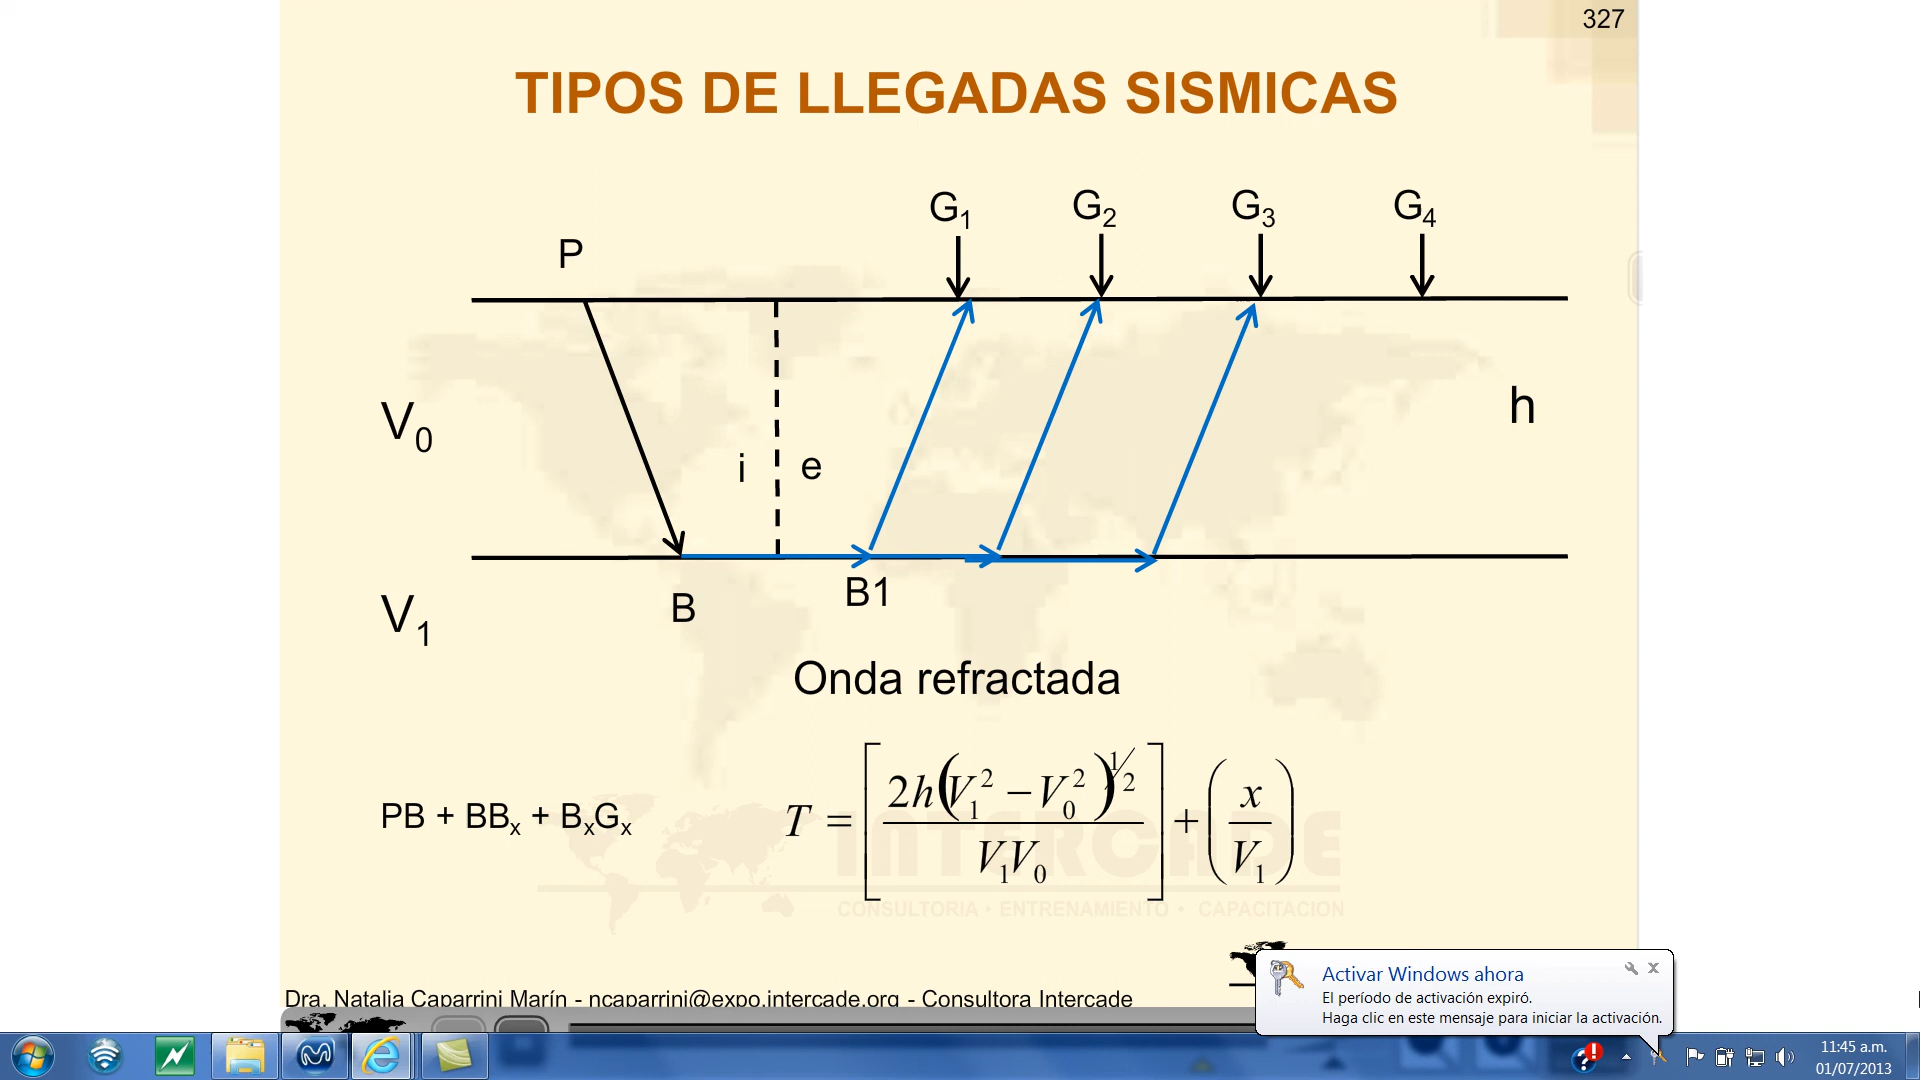 327
TIPOS DE LLEGADAS SISMICAS
G1 G2 G3 G4
P
V0
h
i e
B B1
V1
Onda refractada
PB + BBx + BxGx
T = [2h(V1² − V0²)^½ / V1V0] + (x / V1)
INTERCADE
CONSULTORIA • ENTRENAMIENTO • CAPACITACION
Dra. Natalia Caparrini Marín - ncaparrini@expo.intercade.org - Consultora Intercade
Activar Windows ahora
El período de activación expiró.
Haga clic en este mensaje para iniciar la activación.
11:45 a.m.
01/07/2013